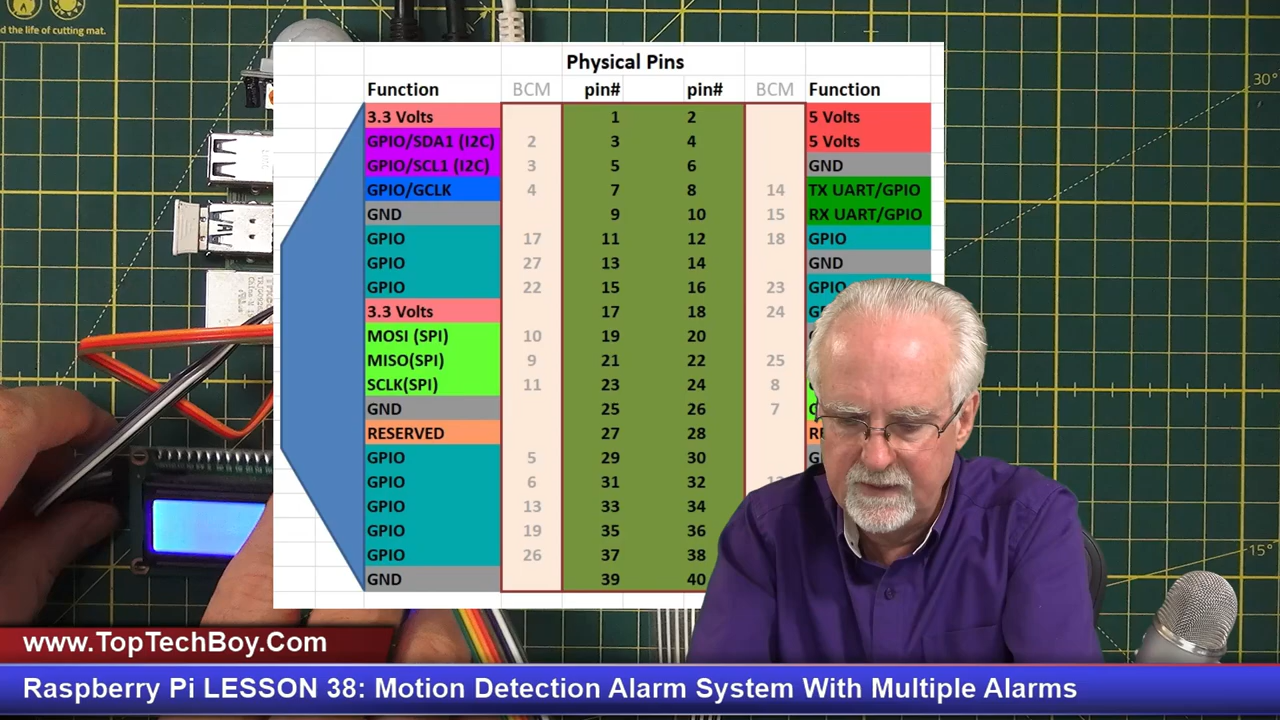 d the life of cutting mat.
Physical Pins
Function BCM pin# pin# BCM Function
3.3 Volts 1 2 5 Volts
GPIO/SDA1 (I2C) 2 3 4 5 Volts
GPIO/SCL1 (I2C) 3 5 6 GND
GPIO/GCLK 4 7 8 14 TX UART/GPIO
GND 9 10 15 RX UART/GPIO
GPIO 17 11 12 18 GPIO
GPIO 27 13 14 GND
GPIO 22 15 16 23 GPIO
3.3 Volts 17 18 24
MOSI (SPI) 10 19 20
MISO(SPI) 9 21 22 25
SCLK(SPI) 11 23 24 8
GND 25 26 7
RESERVED 27 28
GPIO 5 29 30
GPIO 6 31 32
GPIO 13 33 34
GPIO 19 35 36
GPIO 26 37 38
GND 39 40
30°
15°
www.TopTechBoy.Com
Raspberry Pi LESSON 38: Motion Detection Alarm System With Multiple Alarms